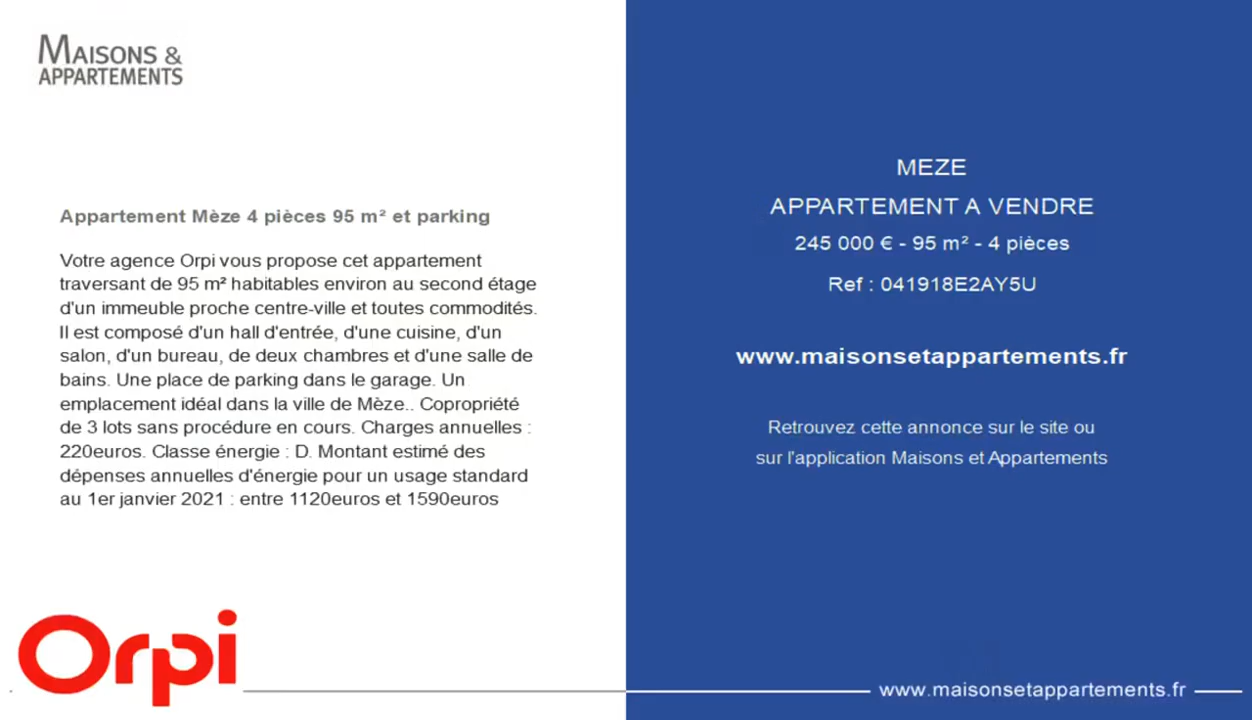 MAISONS &
APPARTEMENTS
Appartement Mèze 4 pièces 95 m² et parking
Votre agence Orpi vous propose cet appartement
traversant de 95 m² habitables environ au second étage
d'un immeuble proche centre-ville et toutes commodités.
Il est composé d'un hall d'entrée, d'une cuisine, d'un
salon, d'un bureau, de deux chambres et d'une salle de
bains. Une place de parking dans le garage. Un
emplacement idéal dans la ville de Mèze.. Copropriété
de 3 lots sans procédure en cours. Charges annuelles :
220euros. Classe énergie : D. Montant estimé des
dépenses annuelles d'énergie pour un usage standard
au 1er janvier 2021 : entre 1120euros et 1590euros
Orpi
MEZE
APPARTEMENT A VENDRE
245 000 € - 95 m² - 4 pièces
Ref : 041918E2AY5U
www.maisonsetappartements.fr
Retrouvez cette annonce sur le site ou
sur l'application Maisons et Appartements
www.maisonsetappartements.fr